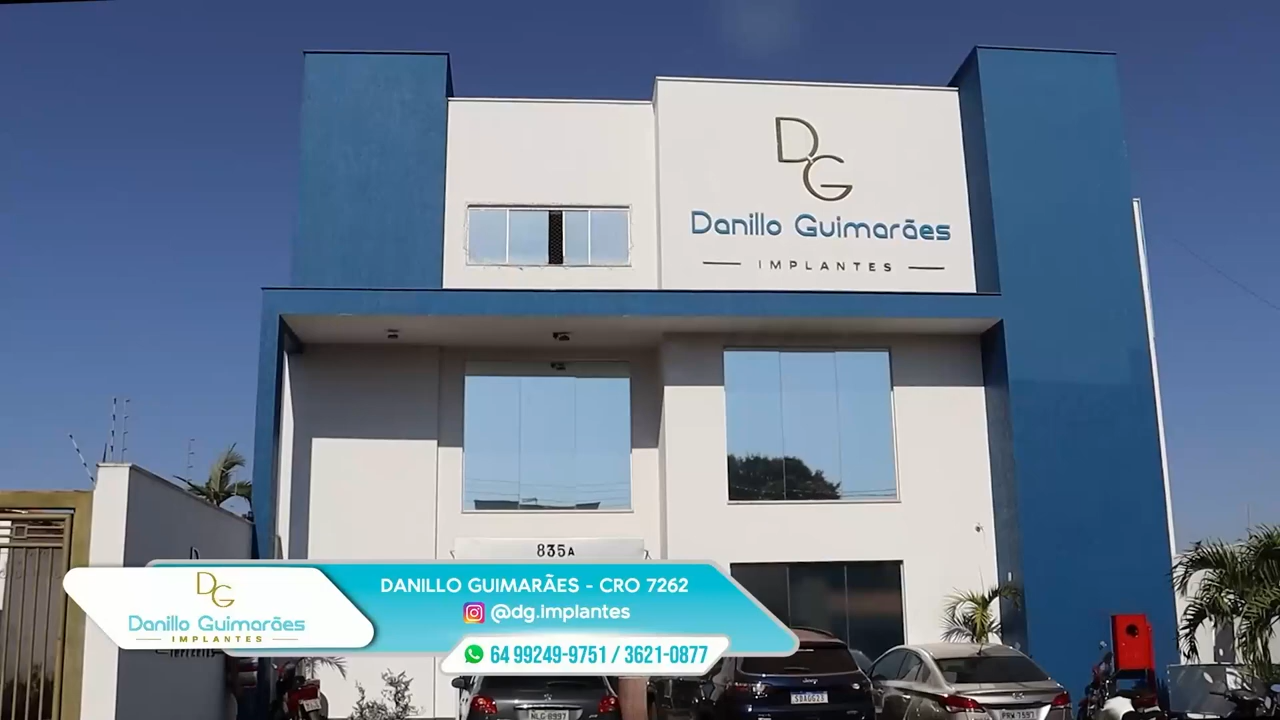 DG
Danillo Guimarães
IMPLANTES
835A
DG
Danillo Guimarães
IMPLANTES
DANILLO GUIMARÃES - CRO 7262
@dg.implantes
64 99249-9751 / 3621-0877